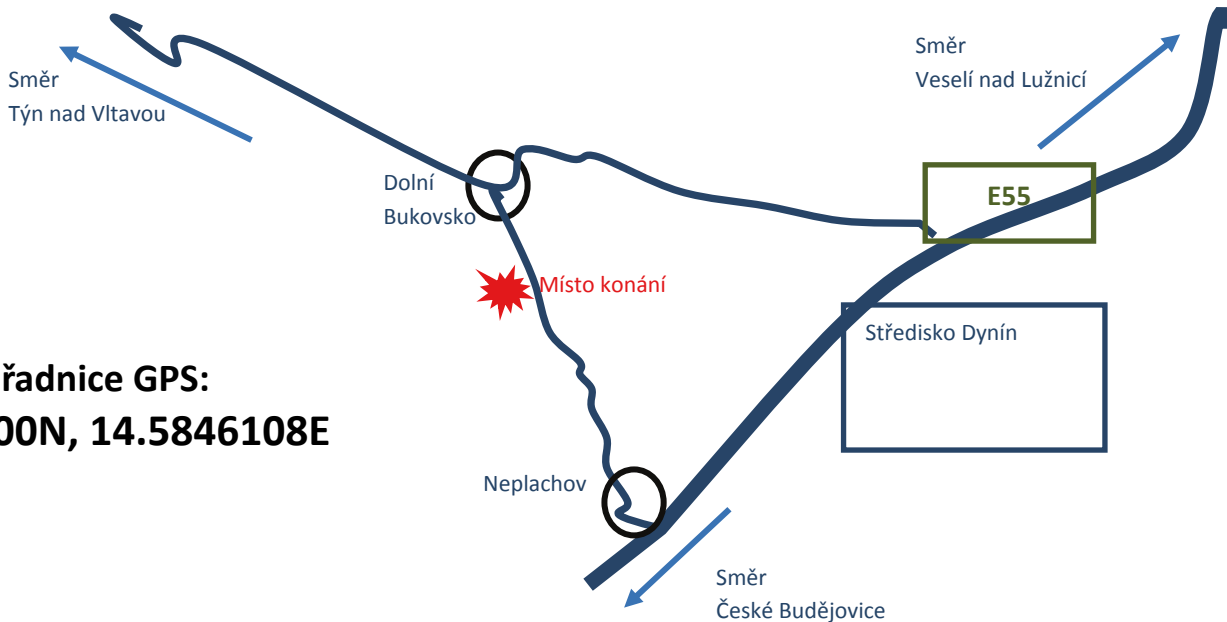 Směr
Týn nad Vltavou
Směr
Veselí nad Lužnicí
Dolní
Bukovsko
E55
Místo konání
Středisko Dynín
řadnice GPS:
00N, 14.5846108E
Neplachov
Směr
České Budějovice